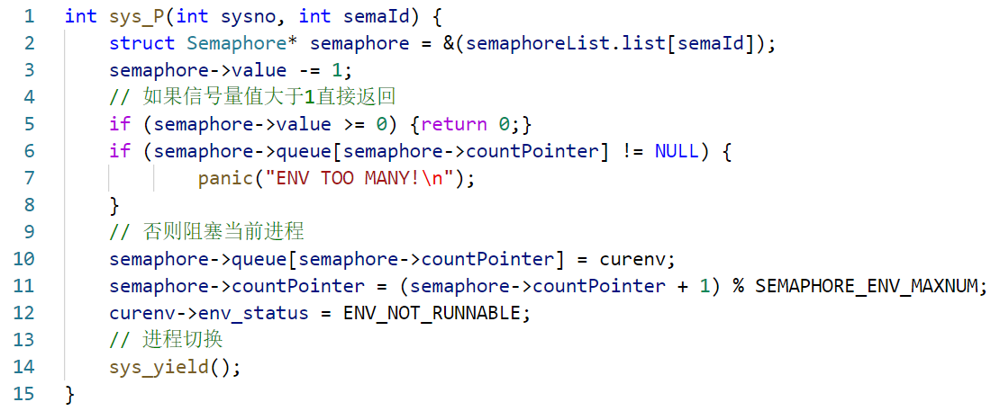 1 int sys_P(int sysno, int semaId) {
2     struct Semaphore* semaphore = &(semaphoreList.list[semaId]);
3     semaphore->value -= 1;
4     // 如果信号量值大于1直接返回
5     if (semaphore->value >= 0) {return 0;}
6     if (semaphore->queue[semaphore->countPointer] != NULL) {
7             panic("ENV TOO MANY!\n");
8     }
9     // 否则阻塞当前进程
10     semaphore->queue[semaphore->countPointer] = curenv;
11     semaphore->countPointer = (semaphore->countPointer + 1) % SEMAPHORE_ENV_MAXNUM;
12     curenv->env_status = ENV_NOT_RUNNABLE;
13     // 进程切换
14     sys_yield();
15 }